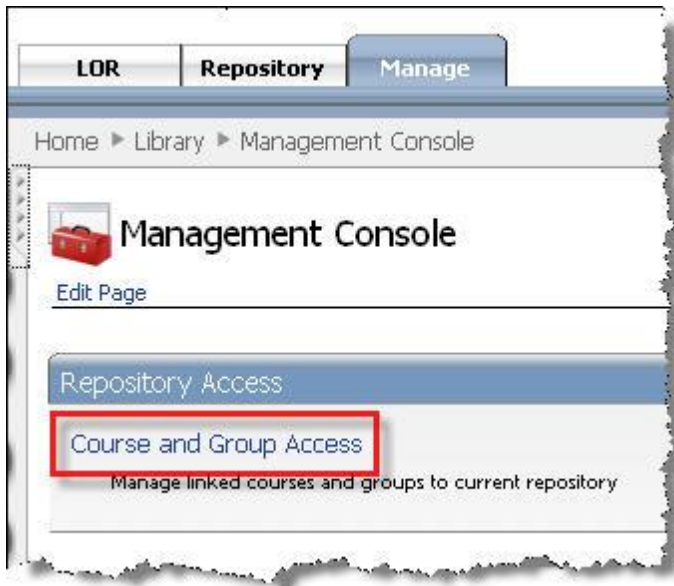 LOR Repository Manage
Home ▶ Library ▶ Management Console
Management Console
Edit Page
Repository Access
Course and Group Access
Manage linked courses and groups to current repository